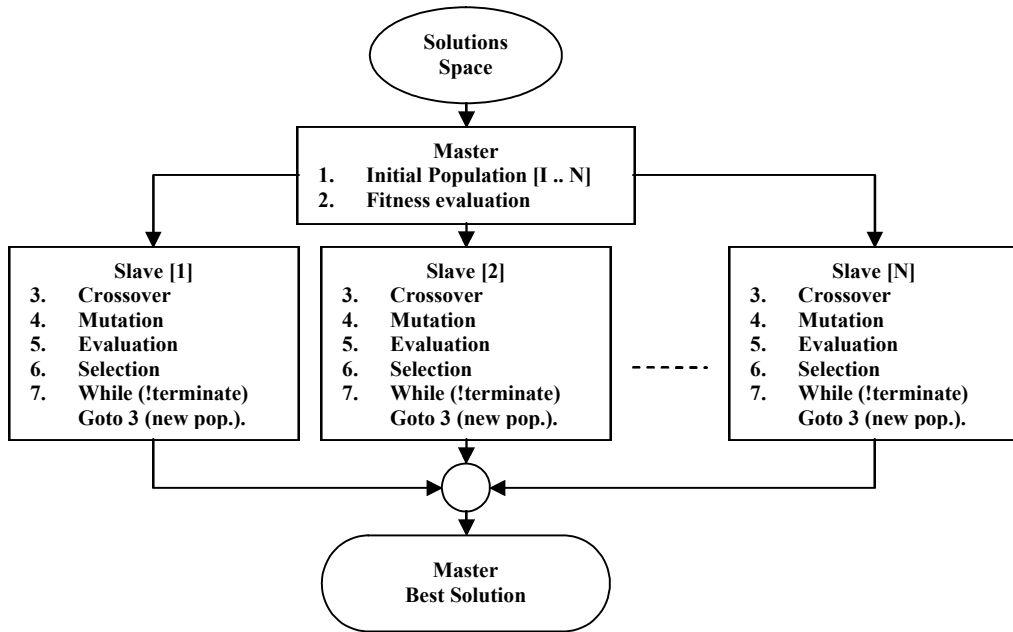 Solutions
Space
Master
1. Initial Population [I .. N]
2. Fitness evaluation
Slave [1]
3. Crossover
4. Mutation
5. Evaluation
6. Selection
7. While (!terminate)
Goto 3 (new pop.).
Slave [2]
3. Crossover
4. Mutation
5. Evaluation
6. Selection
7. While (!terminate)
Goto 3 (new pop.).
Slave [N]
3. Crossover
4. Mutation
5. Evaluation
6. Selection
7. While (!terminate)
Goto 3 (new pop.).
Master
Best Solution